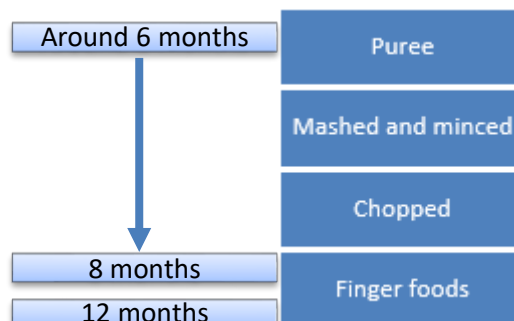 Around 6 months
Puree
Mashed and minced
Chopped
8 months
Finger foods
12 months